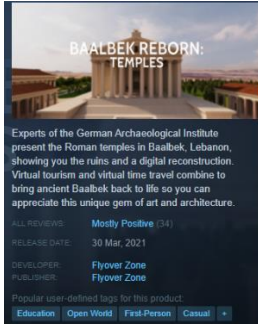 BAALBEK REBORN:
TEMPLES
Experts of the German Archaeological Institute
present the Roman temples in Baalbek, Lebanon,
showing you the ruins and a digital reconstruction.
Virtual tourism and virtual time travel combine to
bring ancient Baalbek back to life so you can
appreciate this unique gem of art and architecture.
ALL REVIEWS: Mostly Positive (34)
RELEASE DATE: 30 Mar, 2021
DEVELOPER: Flyover Zone
PUBLISHER: Flyover Zone
Popular user-defined tags for this product:
Education Open World First-Person Casual +